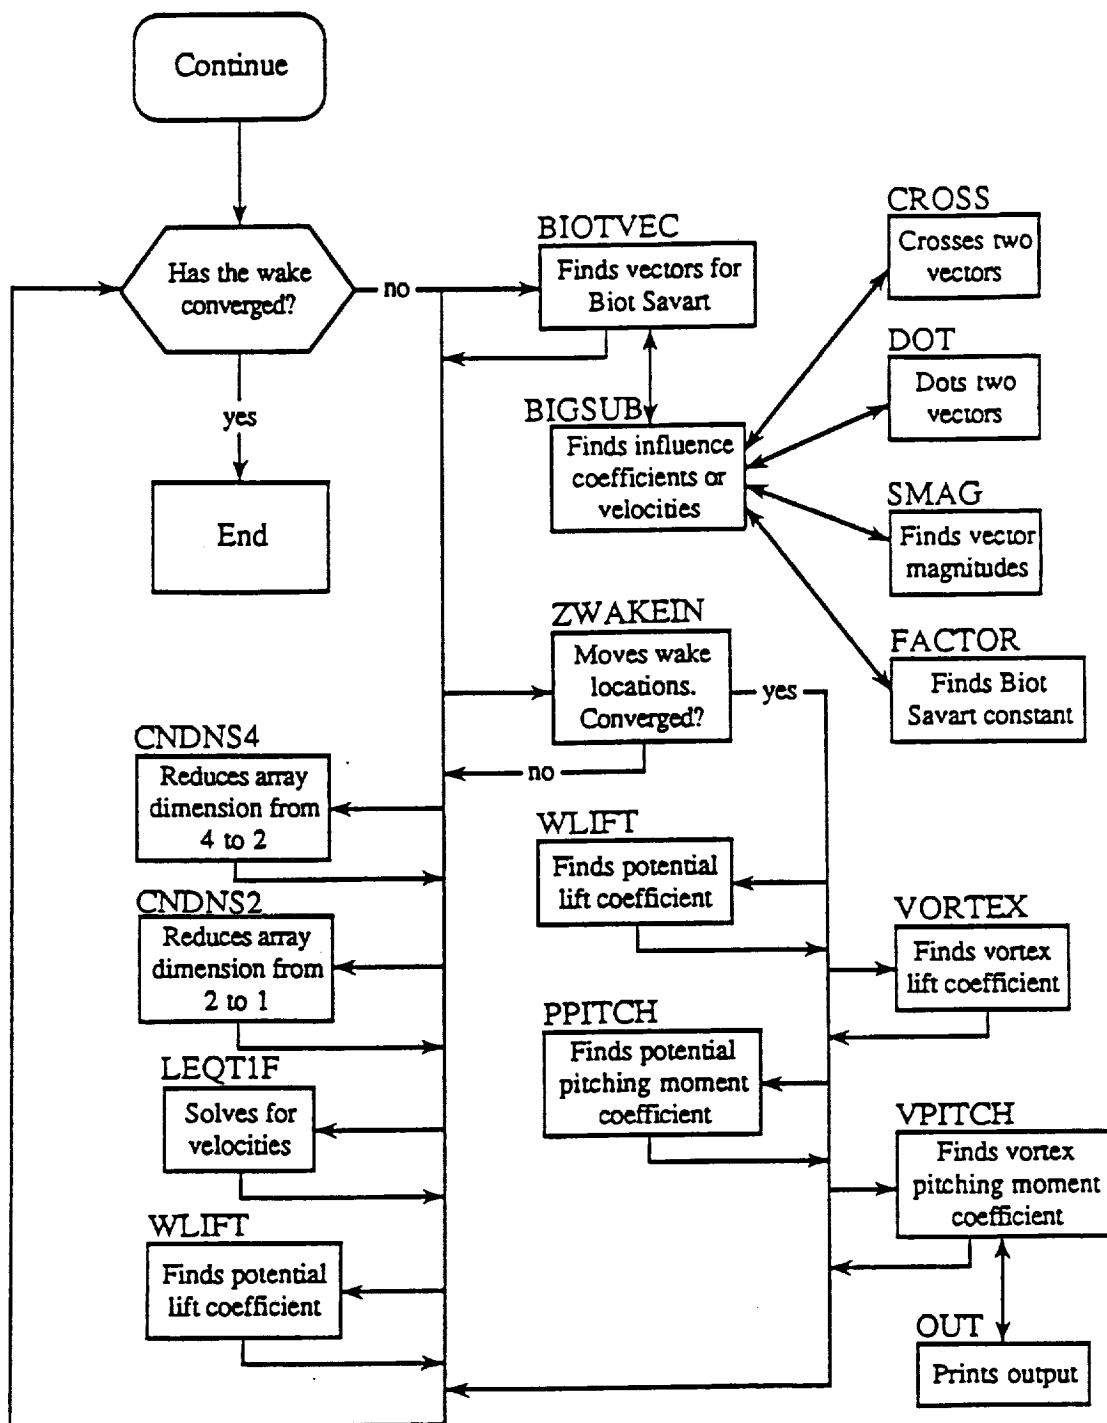 Continue
Has the wake
converged?
no
yes
End
BIOTVEC
Finds vectors for
Biot Savart
BIGSUB
Finds influence
coefficients or
velocities
CROSS
Crosses two
vectors
DOT
Dots two
vectors
SMAG
Finds vector
magnitudes
FACTOR
Finds Biot
Savart constant
ZWAKEIN
Moves wake
locations.
Converged?
yes
no
CNDNS4
Reduces array
dimension from
4 to 2
CNDNS2
Reduces array
dimension from
2 to 1
LEQT1F
Solves for
velocities
WLIFT
Finds potential
lift coefficient
WLIFT
Finds potential
lift coefficient
VORTEX
Finds vortex
lift coefficient
PPITCH
Finds potential
pitching moment
coefficient
VPITCH
Finds vortex
pitching moment
coefficient
OUT
Prints output